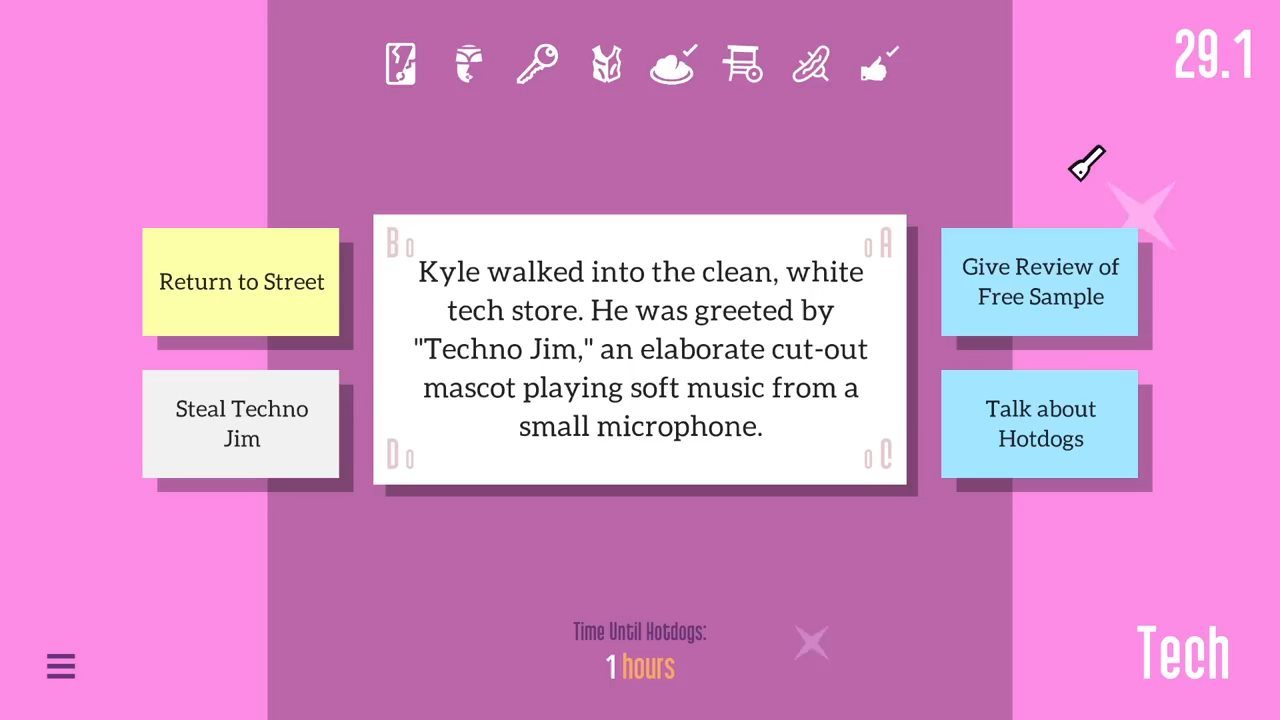 29.1
Return to Street
Steal Techno
Jim
B 0
0 A
Kyle walked into the clean, white
tech store. He was greeted by
"Techno Jim," an elaborate cut-out
mascot playing soft music from a
small microphone.
D 0
0 C
Give Review of
Free Sample
Talk about
Hotdogs
Time Until Hotdogs:
1 hours
Tech